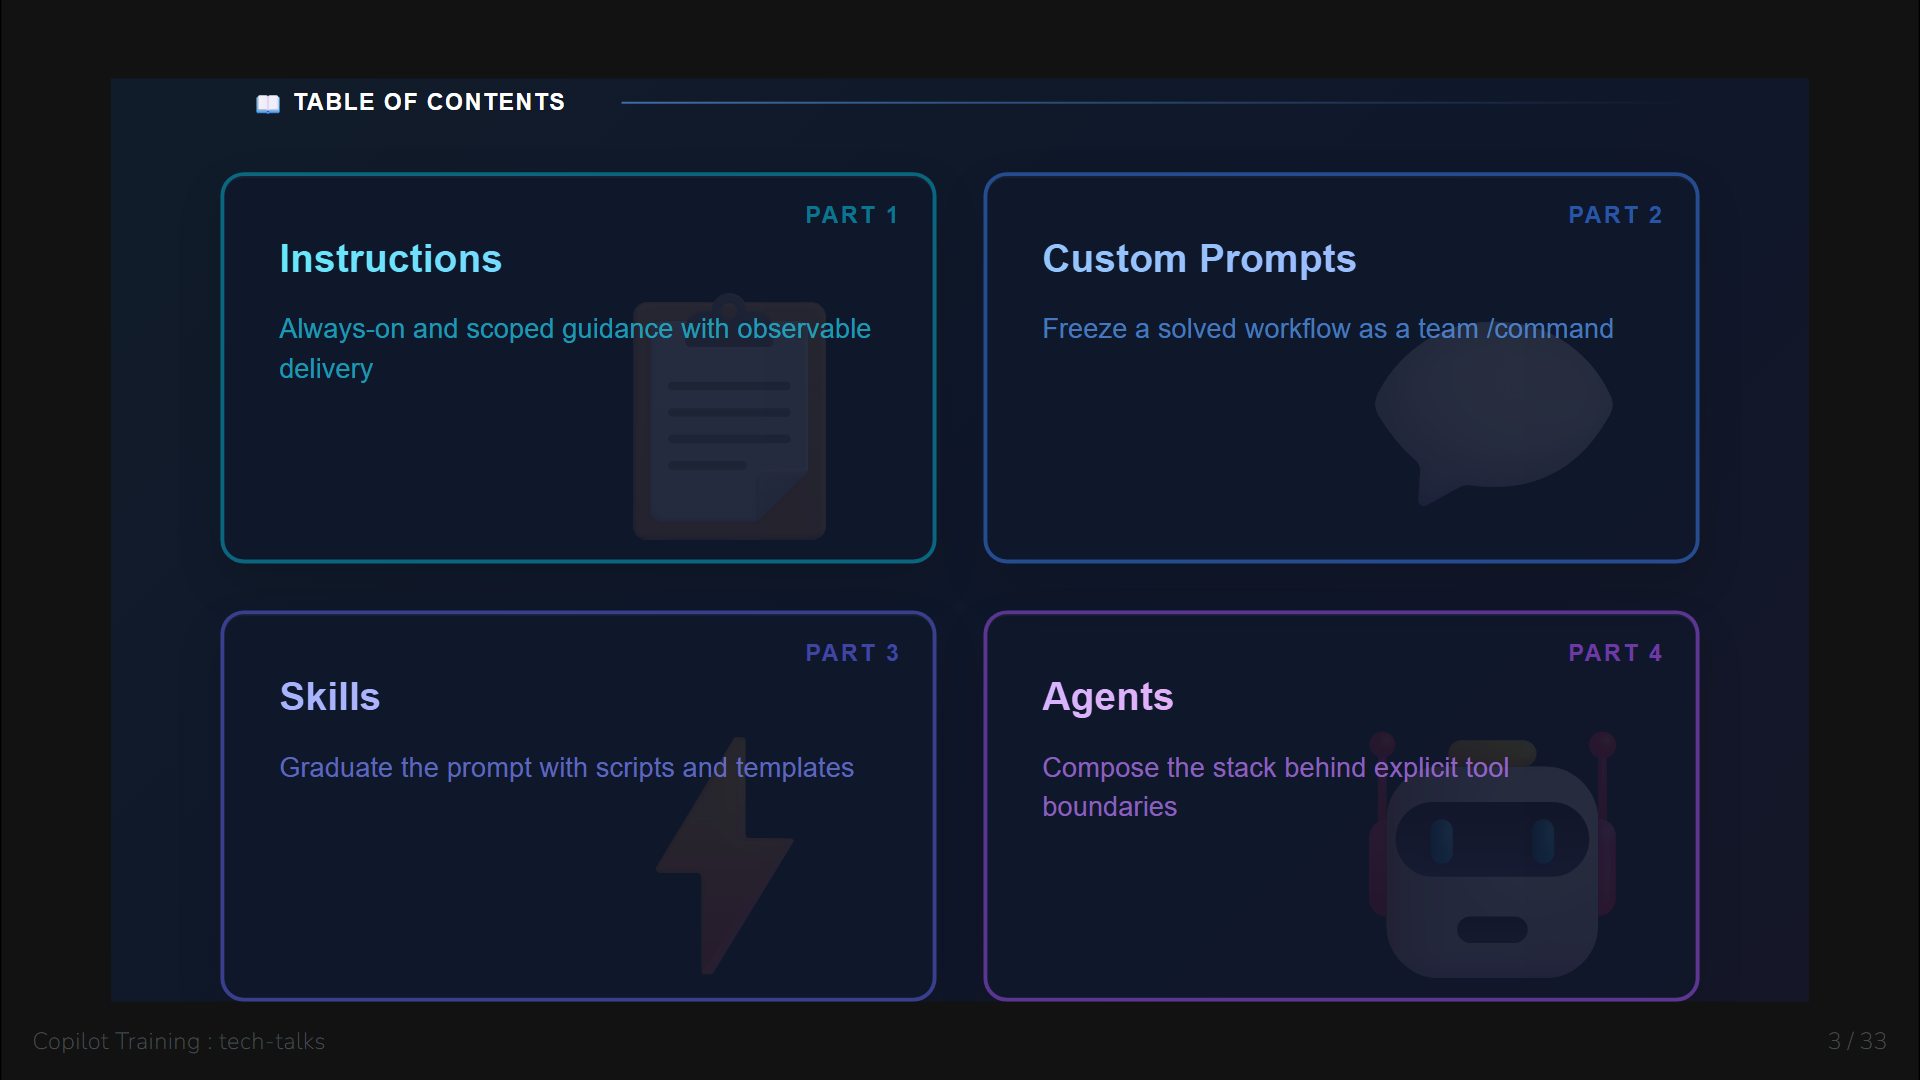 TABLE OF CONTENTS
PART 1
Instructions
Always-on and scoped guidance with observable
delivery
PART 2
Custom Prompts
Freeze a solved workflow as a team /command
PART 3
Skills
Graduate the prompt with scripts and templates
PART 4
Agents
Compose the stack behind explicit tool
boundaries
Copilot Training : tech-talks
3 / 33